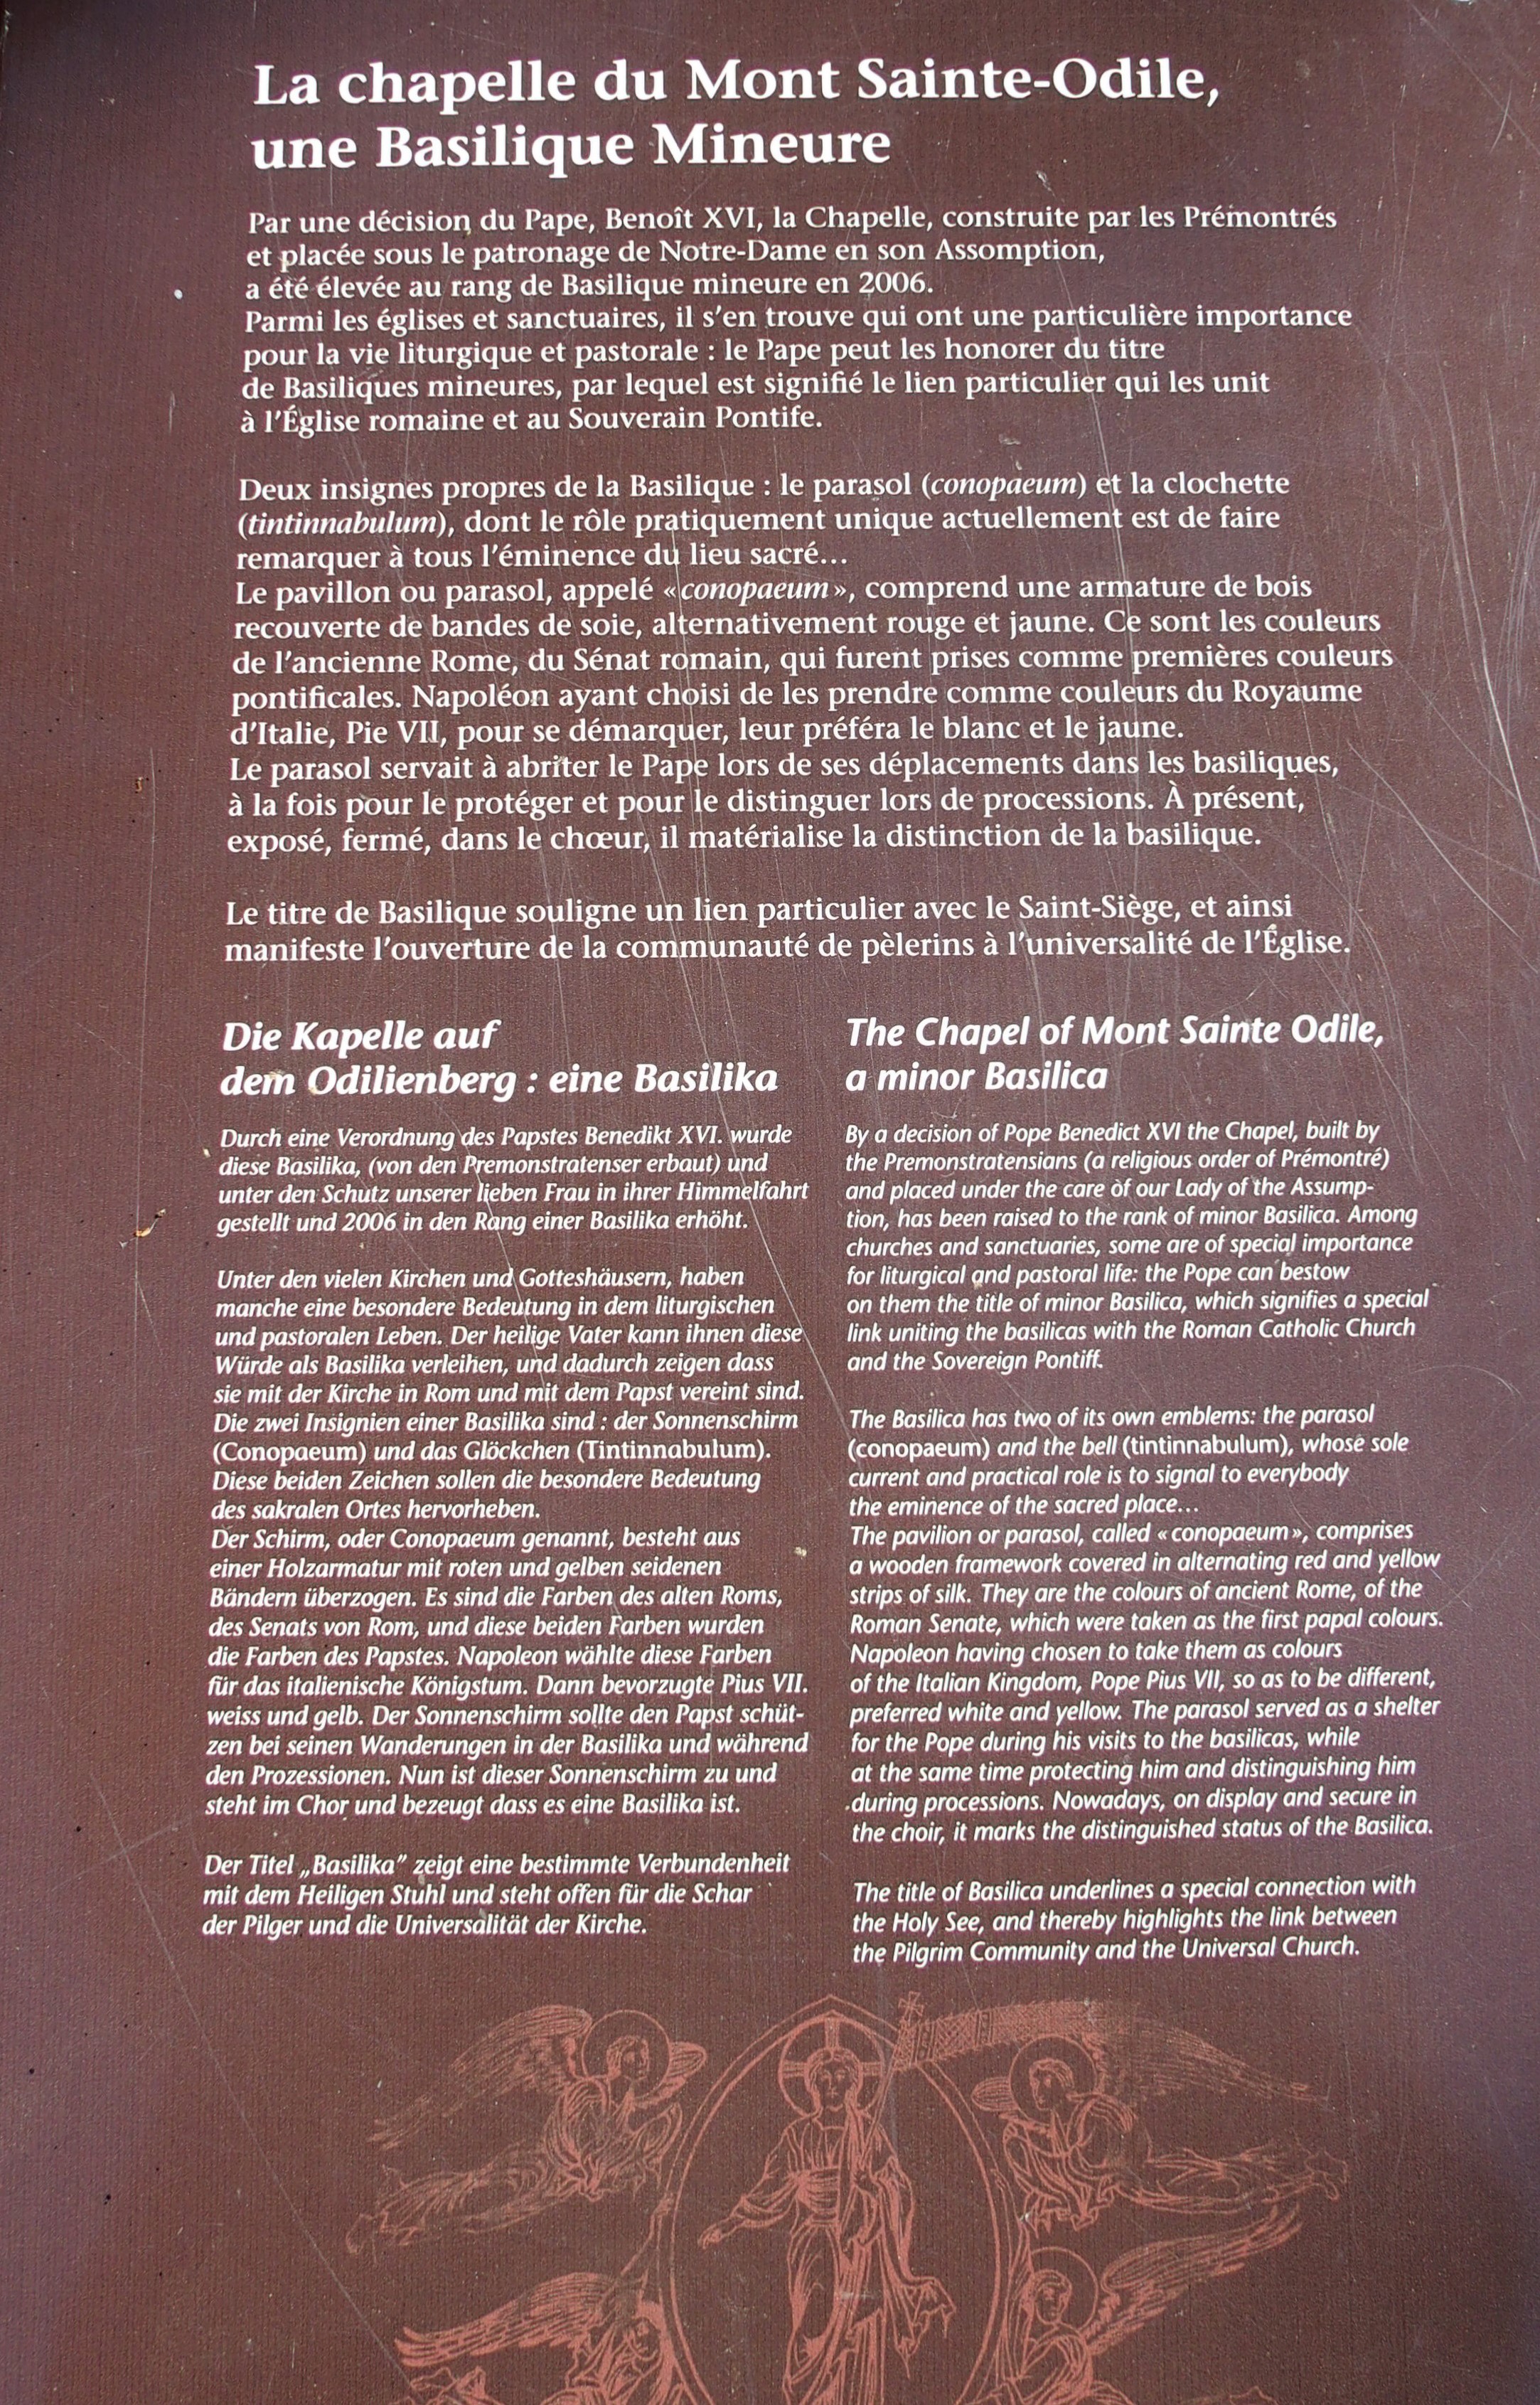 La chapelle du Mont Sainte-Odile,
une Basilique Mineure
Par une décision du Pape, Benoît XVI, la Chapelle, construite par les Prémontrés
et placée sous le patronage de Notre-Dame en son Assomption,
a été élevée au rang de Basilique mineure en 2006.
Parmi les églises et sanctuaires, il s'en trouve qui ont une particulière importance
pour la vie liturgique et pastorale : le Pape peut les honorer du titre
de Basiliques mineures, par lequel est signifié le lien particulier qui les unit
à l'Église romaine et au Souverain Pontife.
Deux insignes propres de la Basilique : le parasol (conopaeum) et la clochette
(tintinnabulum), dont le rôle pratiquement unique actuellement est de faire
remarquer à tous l'éminence du lieu sacré...
Le pavillon ou parasol, appelé «conopaeum», comprend une armature de bois
recouverte de bandes de soie, alternativement rouge et jaune. Ce sont les couleurs
de l'ancienne Rome, du Sénat romain, qui furent prises comme premières couleurs
pontificales. Napoléon ayant choisi de les prendre comme couleurs du Royaume
d'Italie, Pie VII, pour se démarquer, leur préféra le blanc et le jaune.
Le parasol servait à abriter le Pape lors de ses déplacements dans les basiliques,
à la fois pour le protéger et pour le distinguer lors de processions. À présent,
exposé, fermé, dans le chœur, il matérialise la distinction de la basilique.
Le titre de Basilique souligne un lien particulier avec le Saint-Siège, et ainsi
manifeste l'ouverture de la communauté de pèlerins à l'universalité de l'Église.
Die Kapelle auf
dem Odilienberg : eine Basilika
Durch eine Verordnung des Papstes Benedikt XVI. wurde
diese Basilika, (von den Premonstratenser erbaut) und
unter den Schutz unserer lieben Frau in ihrer Himmelfahrt
gestellt und 2006 in den Rang einer Basilika erhöht.
Unter den vielen Kirchen und Gotteshäusern, haben
manche eine besondere Bedeutung in dem liturgischen
und pastoralen Leben. Der heilige Vater kann ihnen diese
Würde als Basilika verleihen, und dadurch zeigen dass
sie mit der Kirche in Rom und mit dem Papst vereint sind.
Die zwei Insignien einer Basilika sind : der Sonnenschirm
(Conopaeum) und das Glöckchen (Tintinnabulum).
Diese beiden Zeichen sollen die besondere Bedeutung
des sakralen Ortes hervorheben.
Der Schirm, oder Conopaeum genannt, besteht aus
einer Holzarmatur mit roten und gelben seidenen
Bändern überzogen. Es sind die Farben des alten Roms,
des Senats von Rom, und diese beiden Farben wurden
die Farben des Papstes. Napoleon wählte diese Farben
für das italienische Königstum. Dann bevorzugte Pius VII.
weiss und gelb. Der Sonnenschirm sollte den Papst schüt-
zen bei seinen Wanderungen in der Basilika und während
den Prozessionen. Nun ist dieser Sonnenschirm zu und
steht im Chor und bezeugt dass es eine Basilika ist.
Der Titel „Basilika" zeigt eine bestimmte Verbundenheit
mit dem Heiligen Stuhl und steht offen für die Schar
der Pilger und die Universalität der Kirche.
The Chapel of Mont Sainte Odile,
a minor Basilica
By a decision of Pope Benedict XVI the Chapel, built by
the Premonstratensians (a religious order of Prémontré)
and placed under the care of our Lady of the Assump-
tion, has been raised to the rank of minor Basilica. Among
churches and sanctuaries, some are of special importance
for liturgical and pastoral life: the Pope can bestow
on them the title of minor Basilica, which signifies a special
link uniting the basilicas with the Roman Catholic Church
and the Sovereign Pontiff.
The Basilica has two of its own emblems: the parasol
(conopaeum) and the bell (tintinnabulum), whose sole
current and practical role is to signal to everybody
the eminence of the sacred place...
The pavilion or parasol, called «conopaeum», comprises
a wooden framework covered in alternating red and yellow
strips of silk. They are the colours of ancient Rome, of the
Roman Senate, which were taken as the first papal colours.
Napoleon having chosen to take them as colours
of the Italian Kingdom, Pope Pius VII, so as to be different,
preferred white and yellow. The parasol served as a shelter
for the Pope during his visits to the basilicas, while
at the same time protecting him and distinguishing him
during processions. Nowadays, on display and secure in
the choir, it marks the distinguished status of the Basilica.
The title of Basilica underlines a special connection with
the Holy See, and thereby highlights the link between
the Pilgrim Community and the Universal Church.